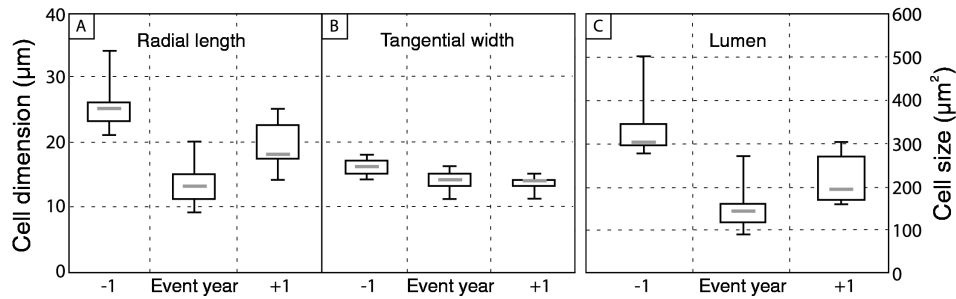 A
Radial length
B
Tangential width
C
Lumen
Cell dimension (μm)
40
30
20
10
0
600
500
400
300
200
100
0
Cell size (μm²)
-1 Event year +1
-1 Event year +1
-1 Event year +1